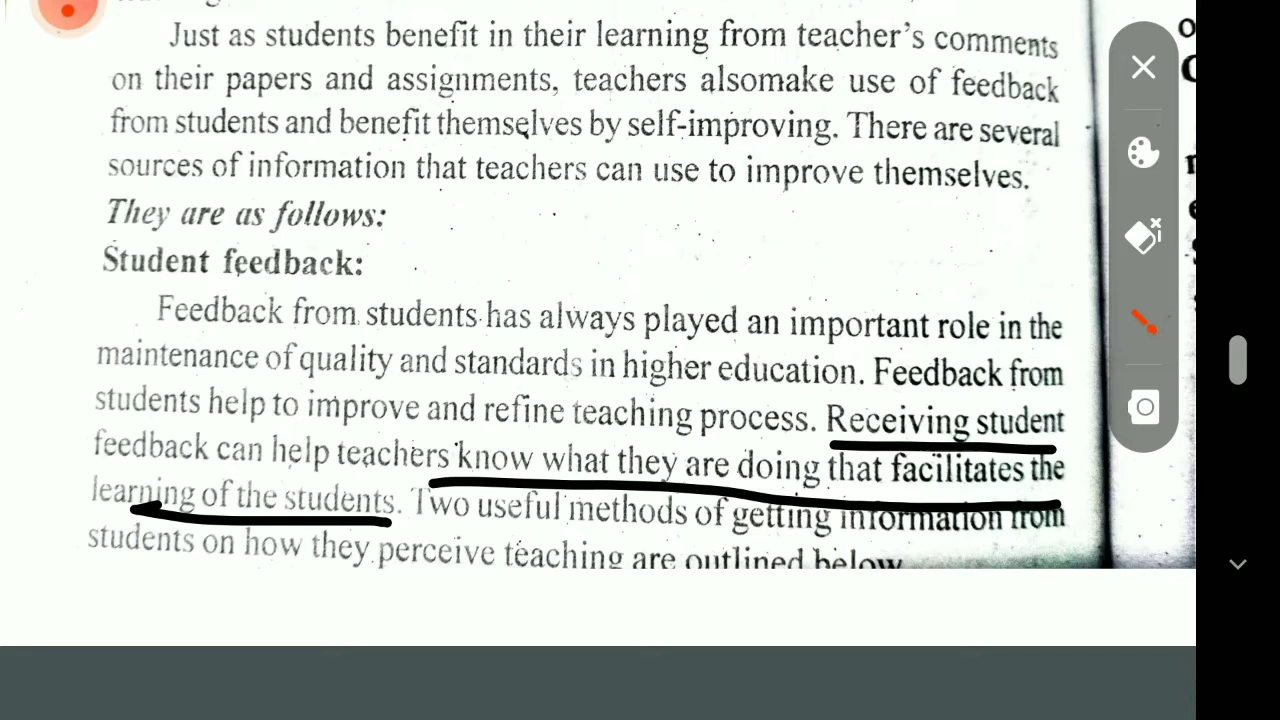 Just as students benefit in their learning from teacher's comments
on their papers and assignments, teachers alsomake use of feedback
from students and benefit themselves by self-improving. There are several
sources of information that teachers can use to improve themselves.
They are as follows:
Student feedback:
Feedback from students has always played an important role in the
maintenance of quality and standards in higher education. Feedback from
students help to improve and refine teaching process. Receiving student
feedback can help teachers know what they are doing that facilitates the
learning of the students. Two useful methods of getting information from
students on how they perceive teaching are outlined below